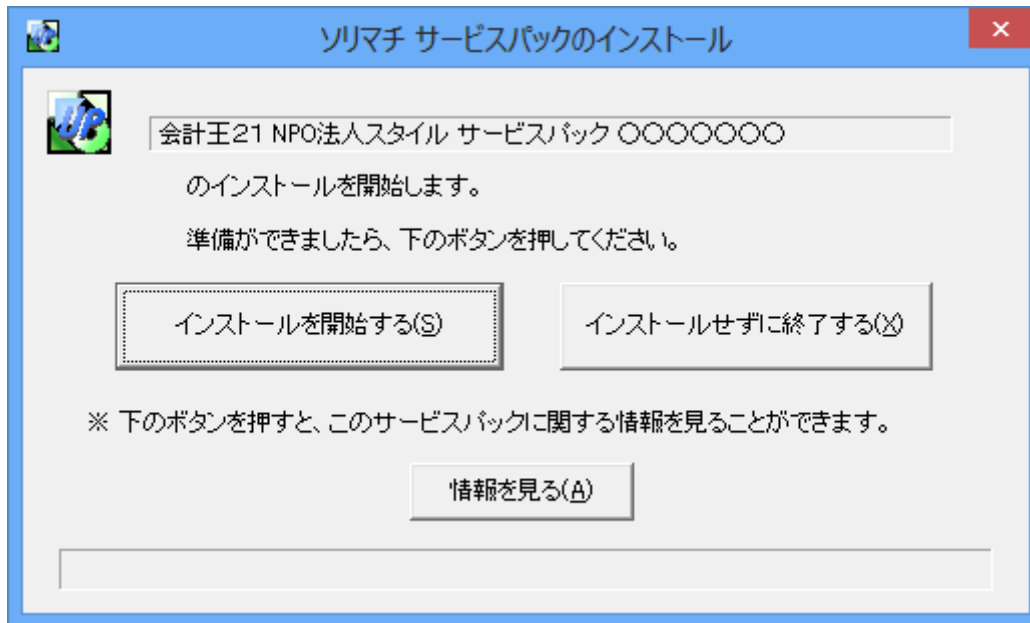 ソリマチ サービスパックのインストール
UP
会計王21 NPO法人スタイル サービスパック 〇〇〇〇〇〇〇
のインストールを開始します。
準備ができましたら、下のボタンを押してください。
インストールを開始する(S)
インストールせずに終了する(X)
※ 下のボタンを押すと、このサービスパックに関する情報を見ることができます。
情報を見る(A)